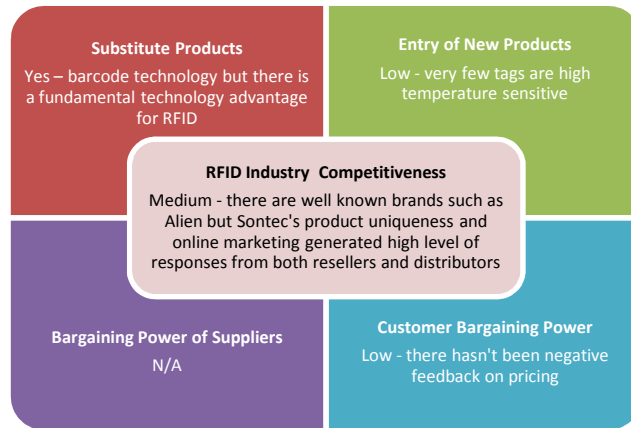 Substitute Products
Yes – barcode technology but there is
a fundamental technology advantage
for RFID
Entry of New Products
Low - very few tags are high
temperature sensitive
RFID Industry  Competitiveness
Medium - there are well known brands such as
Alien but Sontec's product uniqueness and
online marketing generated high level of
responses from both resellers and distributors
Bargaining Power of Suppliers
N/A
Customer Bargaining Power
Low - there hasn't been negative
feedback on pricing